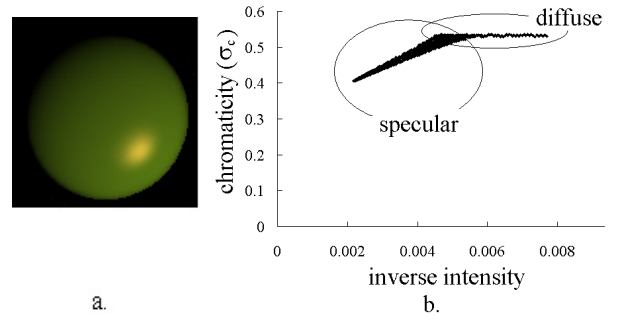 0.6
0.5
0.4
0.3
0.2
0.1
0
chromaticity (σc)
diffuse
specular
0 0.002 0.004 0.006 0.008
inverse intensity
a. b.